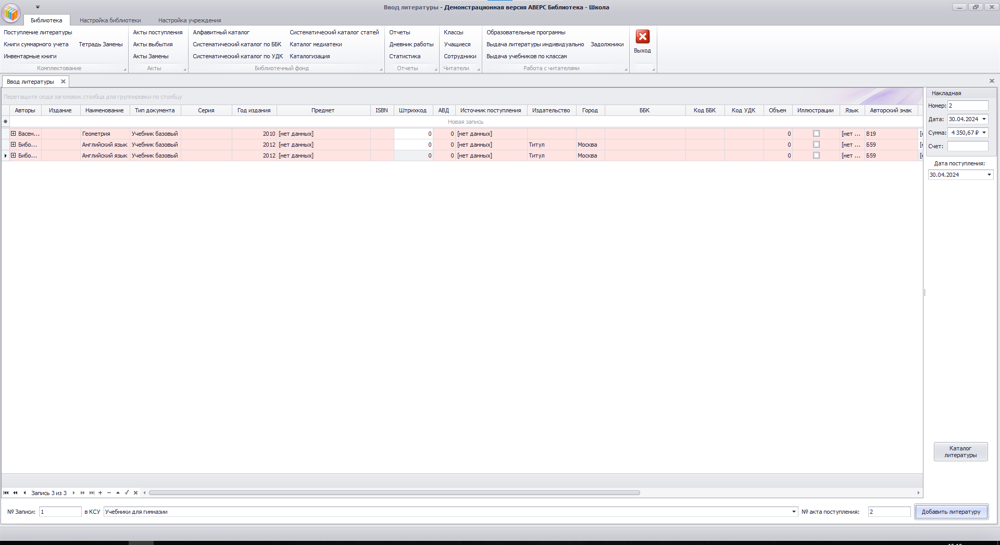 Ввод литературы - Демонстрационная версия АВЕРС Библиотека - Школа
Библиотека Настройка библиотеки Настройка учреждения
Поступление литературы
Книги суммарного учета Тетрадь Замены
Инвентарные книги
Комплектование
Акты поступления
Акты выбытия
Акты Замены
Акты
Алфавитный каталог Систематический каталог статей
Систематический каталог по ББК Каталог медиатеки
Систематический каталог по УДК Каталогизация
Библиотечный фонд
Отчеты
Дневник работы
Статистика
Отчеты
Классы
Учащиеся
Сотрудники
Читатели
Образовательные программы
Выдача литературы индивидуально Задолжники
Выдача учебников по классам
Работа с читателями
Выход
Ввод литературы
Перетащите сюда заголовок столбца для группировки по столбцу
Авторы Издание Наименование Тип документа Серия Год издания Предмет ISBN Штрихкод АВД Источник поступления Издательство Город ББК Код ББК Код УДК Объем Иллюстрации Язык Авторский знак
Новая запись
Васен... Геометрия Учебник базовый 2010 [нет данных] 0 0 [нет данных] 0 [нет ... В19
Бибо... Английский язык Учебник базовый 2012 [нет данных] 0 0 [нет данных] Титул Москва 0 [нет ... Б59
Бибо... Английский язык Учебник базовый 2012 [нет данных] 0 0 [нет данных] Титул Москва 0 [нет ... Б59
Накладная
Номер: 2
Дата: 30.04.2024
Сумма: 4 350,67 ₽
Счет:
Дата поступления:
30.04.2024
Каталог
литературы
Запись 3 из 3
№ Записи: 1 в КСУ Учебники для гимназии № акта поступления: 2 Добавить литературу